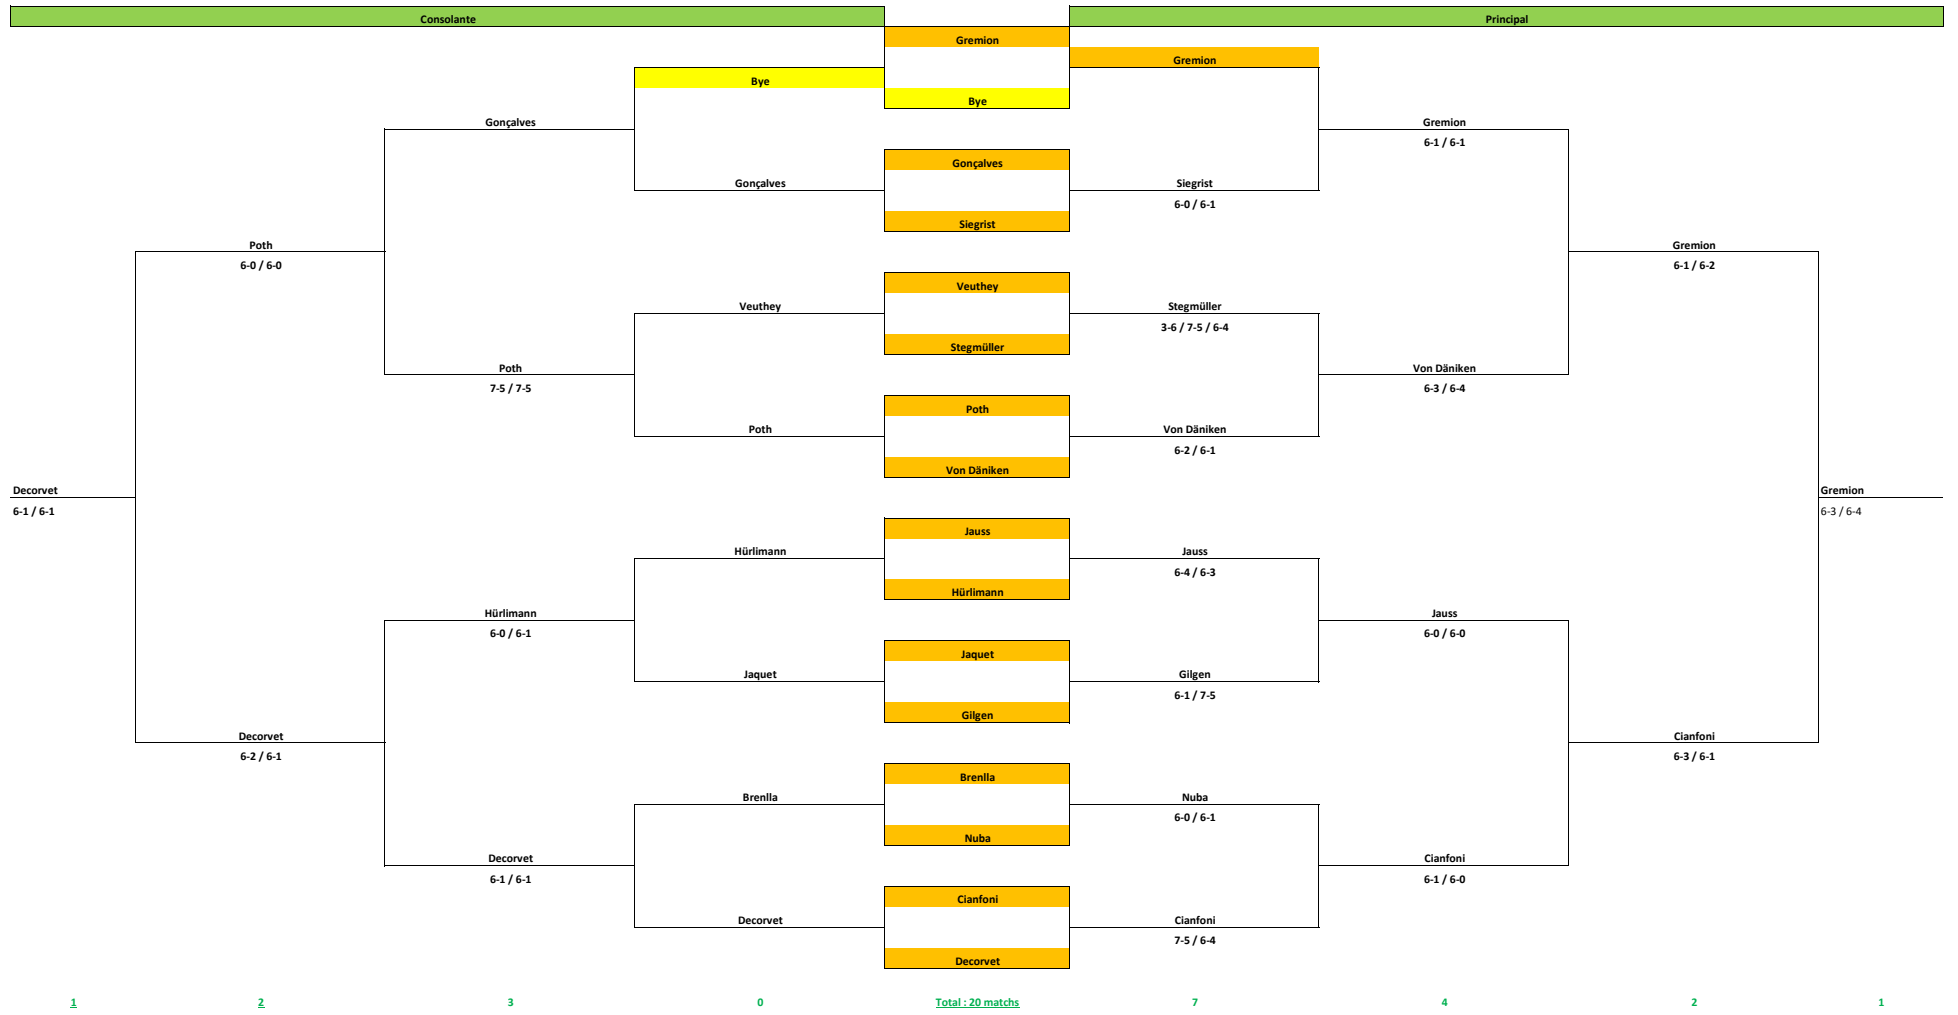 Consolante
Principal
Gremion
Gremion
Bye
Bye
Gonçalves
Gremion
6-1 / 6-1
Gonçalves
Gonçalves
Siegrist
6-0 / 6-1
Siegrist
Poth
6-0 / 6-0
Gremion
6-1 / 6-2
Veuthey
Veuthey
Stegmüller
3-6 / 7-5 / 6-4
Stegmüller
Poth
7-5 / 7-5
Von Däniken
6-3 / 6-4
Poth
Poth
Von Däniken
6-2 / 6-1
Von Däniken
Decorvet
6-1 / 6-1
Gremion
6-3 / 6-4
Jauss
Hürlimann
Jauss
6-4 / 6-3
Hürlimann
Hürlimann
6-0 / 6-1
Jauss
6-0 / 6-0
Jaquet
Jaquet
Gilgen
6-1 / 7-5
Gilgen
Decorvet
6-2 / 6-1
Cianfoni
6-3 / 6-1
Brenlla
Brenlla
Nuba
6-0 / 6-1
Nuba
Decorvet
6-1 / 6-1
Cianfoni
6-1 / 6-0
Cianfoni
Decorvet
Cianfoni
7-5 / 6-4
Decorvet
1 2 3 0 Total : 20 matchs 7 4 2 1